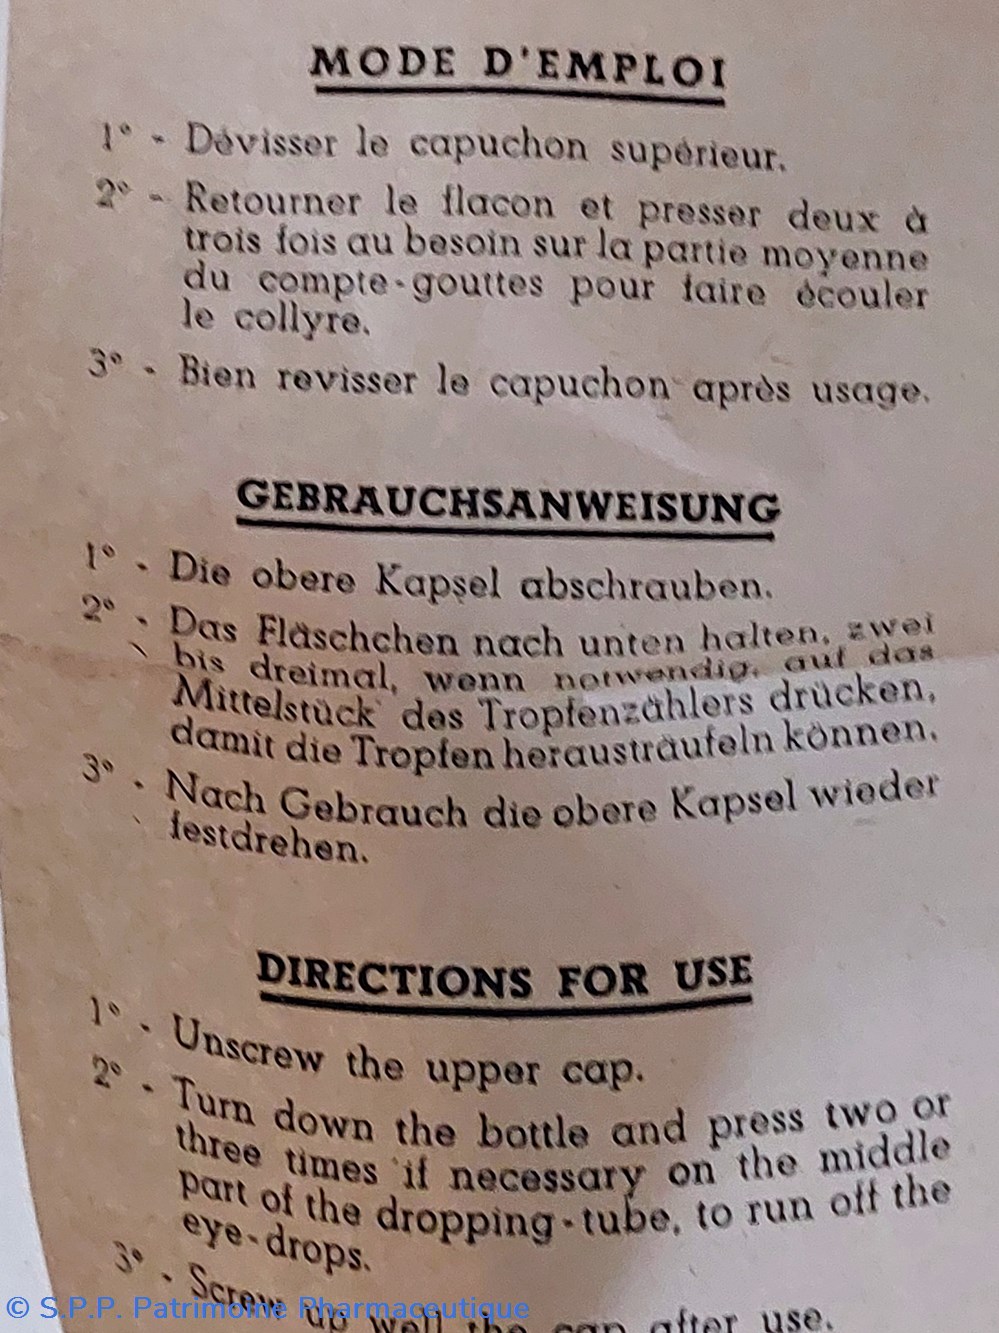 MODE D'EMPLOI
1° - Dévisser le capuchon supérieur.
2° - Retourner le flacon et presser deux à
trois fois au besoin sur la partie moyenne
du compte-gouttes pour faire écouler
le collyre.
3° - Bien revisser le capuchon après usage.
GEBRAUCHSANWEISUNG
1° - Die obere Kapsel abschrauben.
2° - Das Fläschchen nach unten halten, zwei
bis dreimal, wenn notwendig, auf das
Mittelstück des Tropfenzählers drücken,
damit die Tropfen herausträufeln können.
3° - Nach Gebrauch die obere Kapsel wieder
festdrehen.
DIRECTIONS FOR USE
1° - Unscrew the upper cap.
2° - Turn down the bottle and press two or
three times if necessary on the middle
part of the dropping-tube, to run off the
eye-drops.
3° - Screw up well the cap after use.
© S.P.P. Patrimoine Pharmaceutique